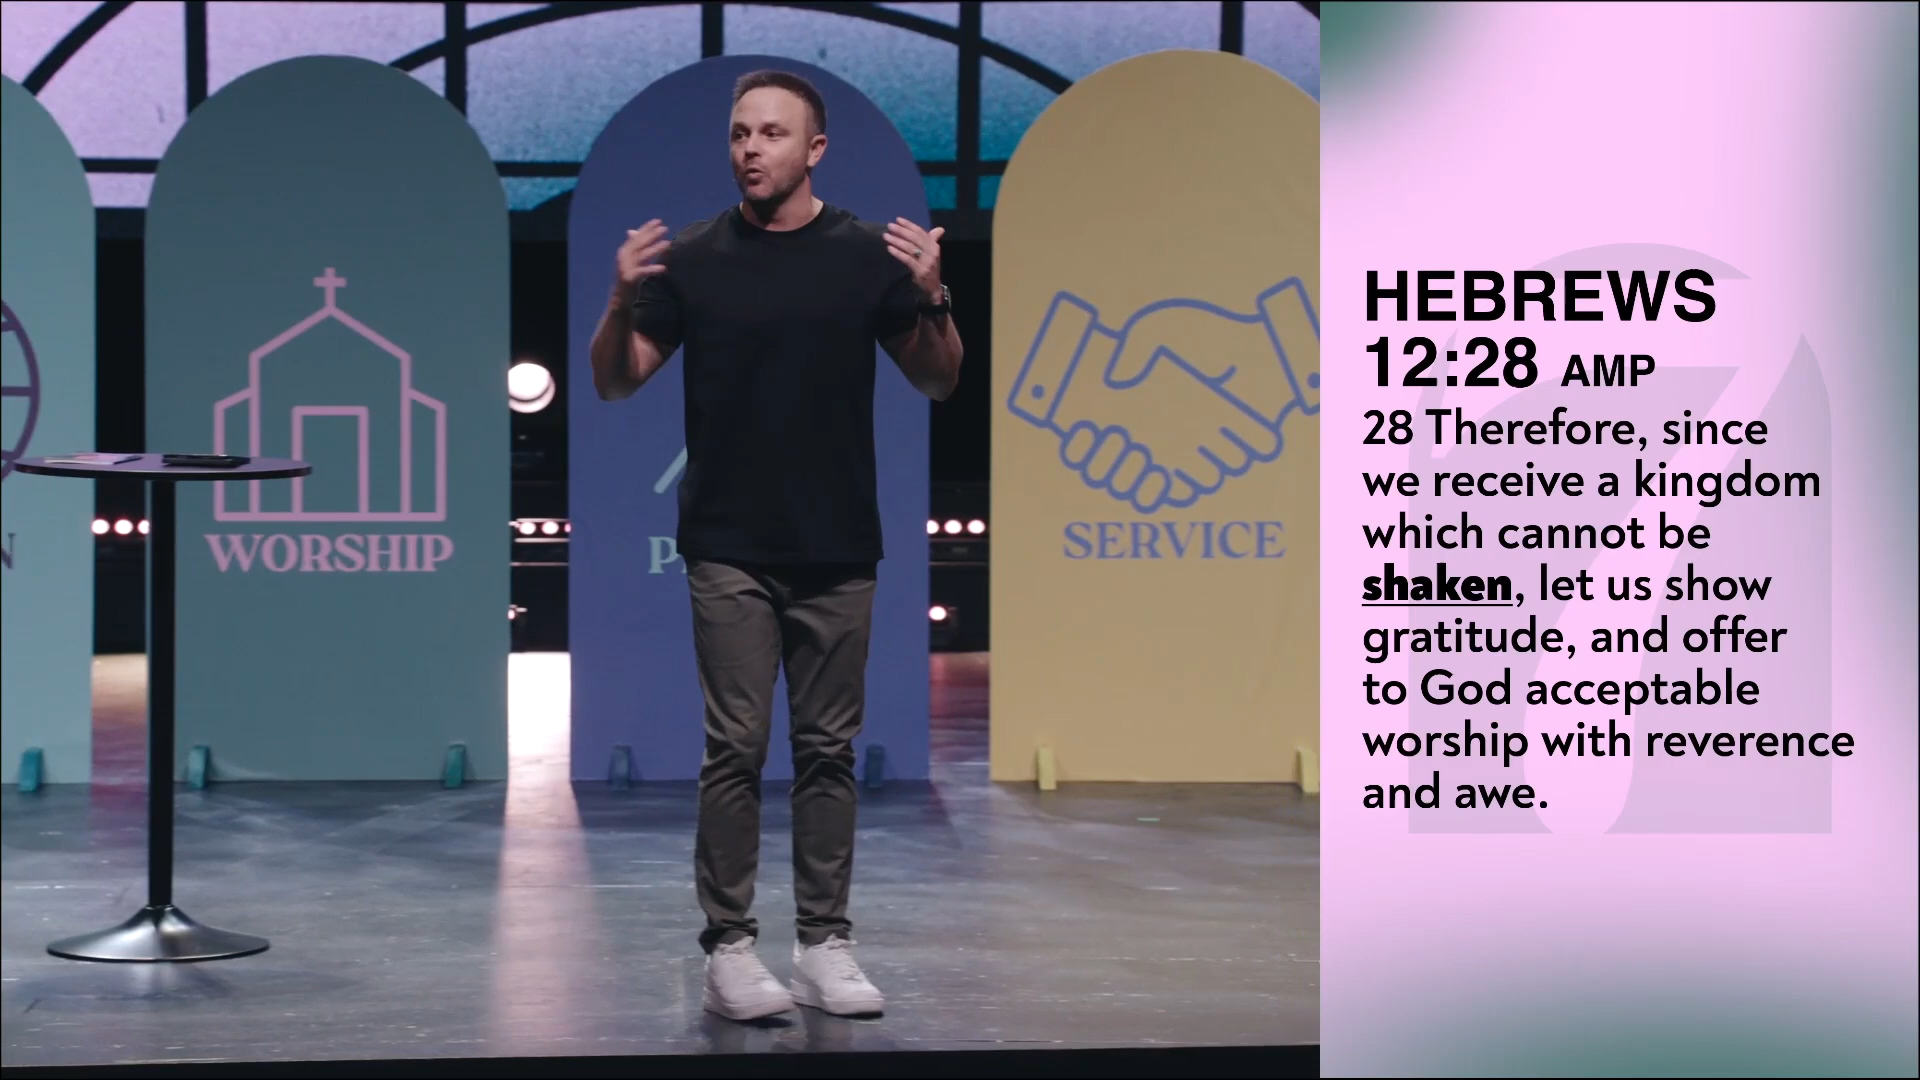 WORSHIP
SERVICE
HEBREWS
12:28 AMP
28 Therefore, since
we receive a kingdom
which cannot be
shaken, let us show
gratitude, and offer
to God acceptable
worship with reverence
and awe.